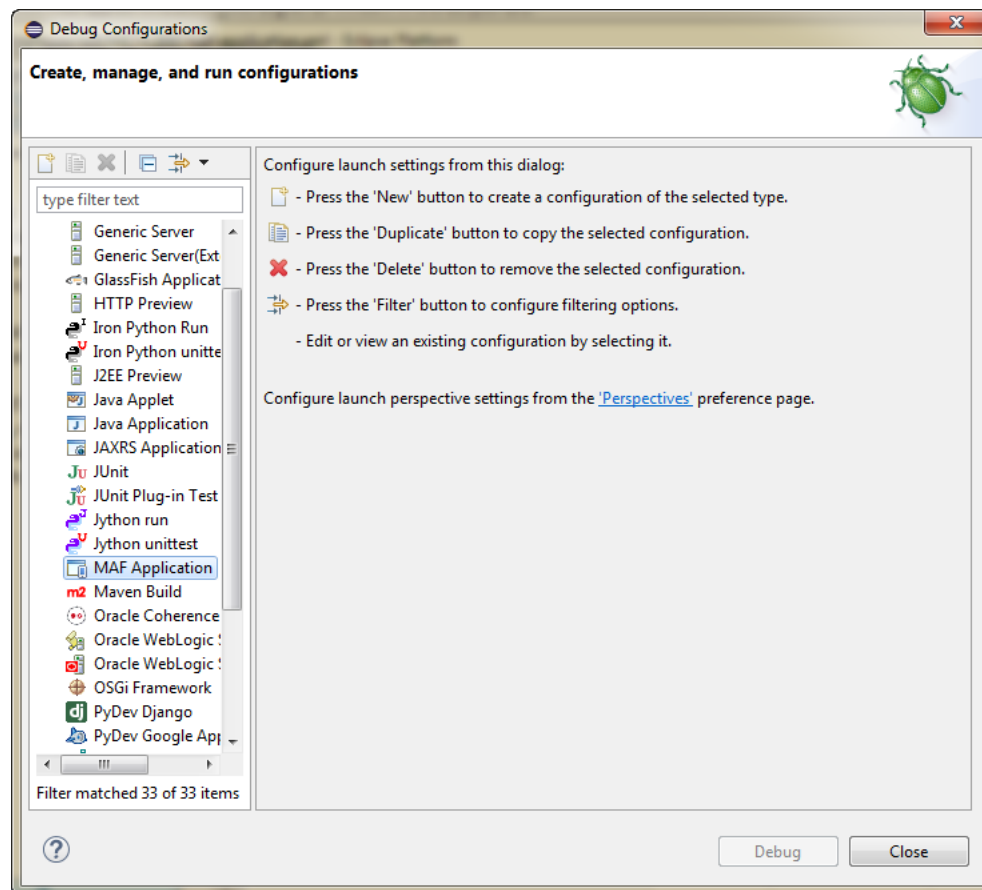 Debug Configurations
Create, manage, and run configurations
type filter text
Generic Server
Generic Server(Ext
GlassFish Applicat
HTTP Preview
Iron Python Run
Iron Python unitte
J2EE Preview
Java Applet
Java Application
JAXRS Application
JUnit
JUnit Plug-in Test
Jython run
Jython unittest
MAF Application
Maven Build
Oracle Coherence
Oracle WebLogic S
Oracle WebLogic S
OSGi Framework
PyDev Django
PyDev Google App
Filter matched 33 of 33 items
Configure launch settings from this dialog:
- Press the 'New' button to create a configuration of the selected type.
- Press the 'Duplicate' button to copy the selected configuration.
- Press the 'Delete' button to remove the selected configuration.
- Press the 'Filter' button to configure filtering options.
- Edit or view an existing configuration by selecting it.
Configure launch perspective settings from the 'Perspectives' preference page.
Debug
Close